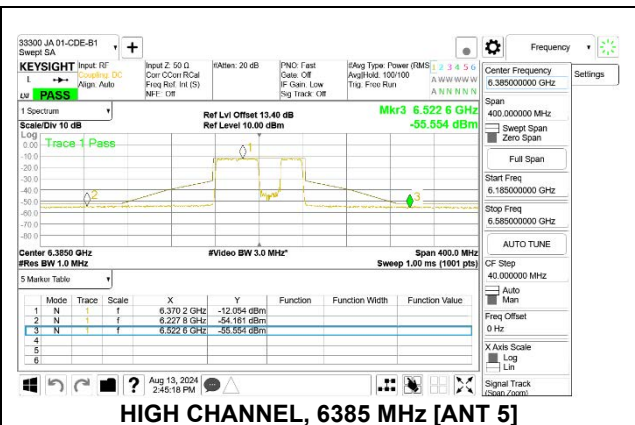 33300 JA 01-CDE-B1
Swept SA
Frequency
KEYSIGHT Input: RF
Coupling: DC
Align: Auto
Input Z: 50 Ω
Corr CCorr RCal
Freq Ref: Int (S)
NFE: Off
#Atten: 20 dB
PNO: Fast
Gate: Off
IF Gain: Low
Sig Track: Off
#Avg Type: Power (RMS
Avg|Hold: 100/100
Trig: Free Run
1 2 3 4 5 6
A W W W W W
A N N N N N
L
PASS
1 Spectrum
Scale/Div 10 dB
Log
Ref Lvl Offset 13.40 dB
Ref Level 10.00 dBm
Mkr3 6.522 6 GHz
-55.554 dBm
Trace 1 Pass
0.00
-10.0
-20.0
-30.0
-40.0
-50.0
-60.0
-70.0
-80.0
1
2
3
Center 6.3850 GHz
#Res BW 1.0 MHz
#Video BW 3.0 MHz*
Span 400.0 MHz
Sweep 1.00 ms (1001 pts)
5 Marker Table
Mode Trace Scale X Y Function Function Width Function Value
1 N 1 f 6.370 2 GHz -12.054 dBm
2 N 1 f 6.227 8 GHz -54.161 dBm
3 N 1 f 6.522 6 GHz -55.554 dBm
4
5
6
Aug 13, 2024
2:45:18 PM
Center Frequency
6.385000000 GHz
Settings
Span
400.000000 MHz
Swept Span
Zero Span
Full Span
Start Freq
6.185000000 GHz
Stop Freq
6.585000000 GHz
AUTO TUNE
CF Step
40.000000 MHz
Auto
Man
Freq Offset
0 Hz
X Axis Scale
Log
Lin
Signal Track
(Span Zoom)
HIGH CHANNEL, 6385 MHz [ANT 5]